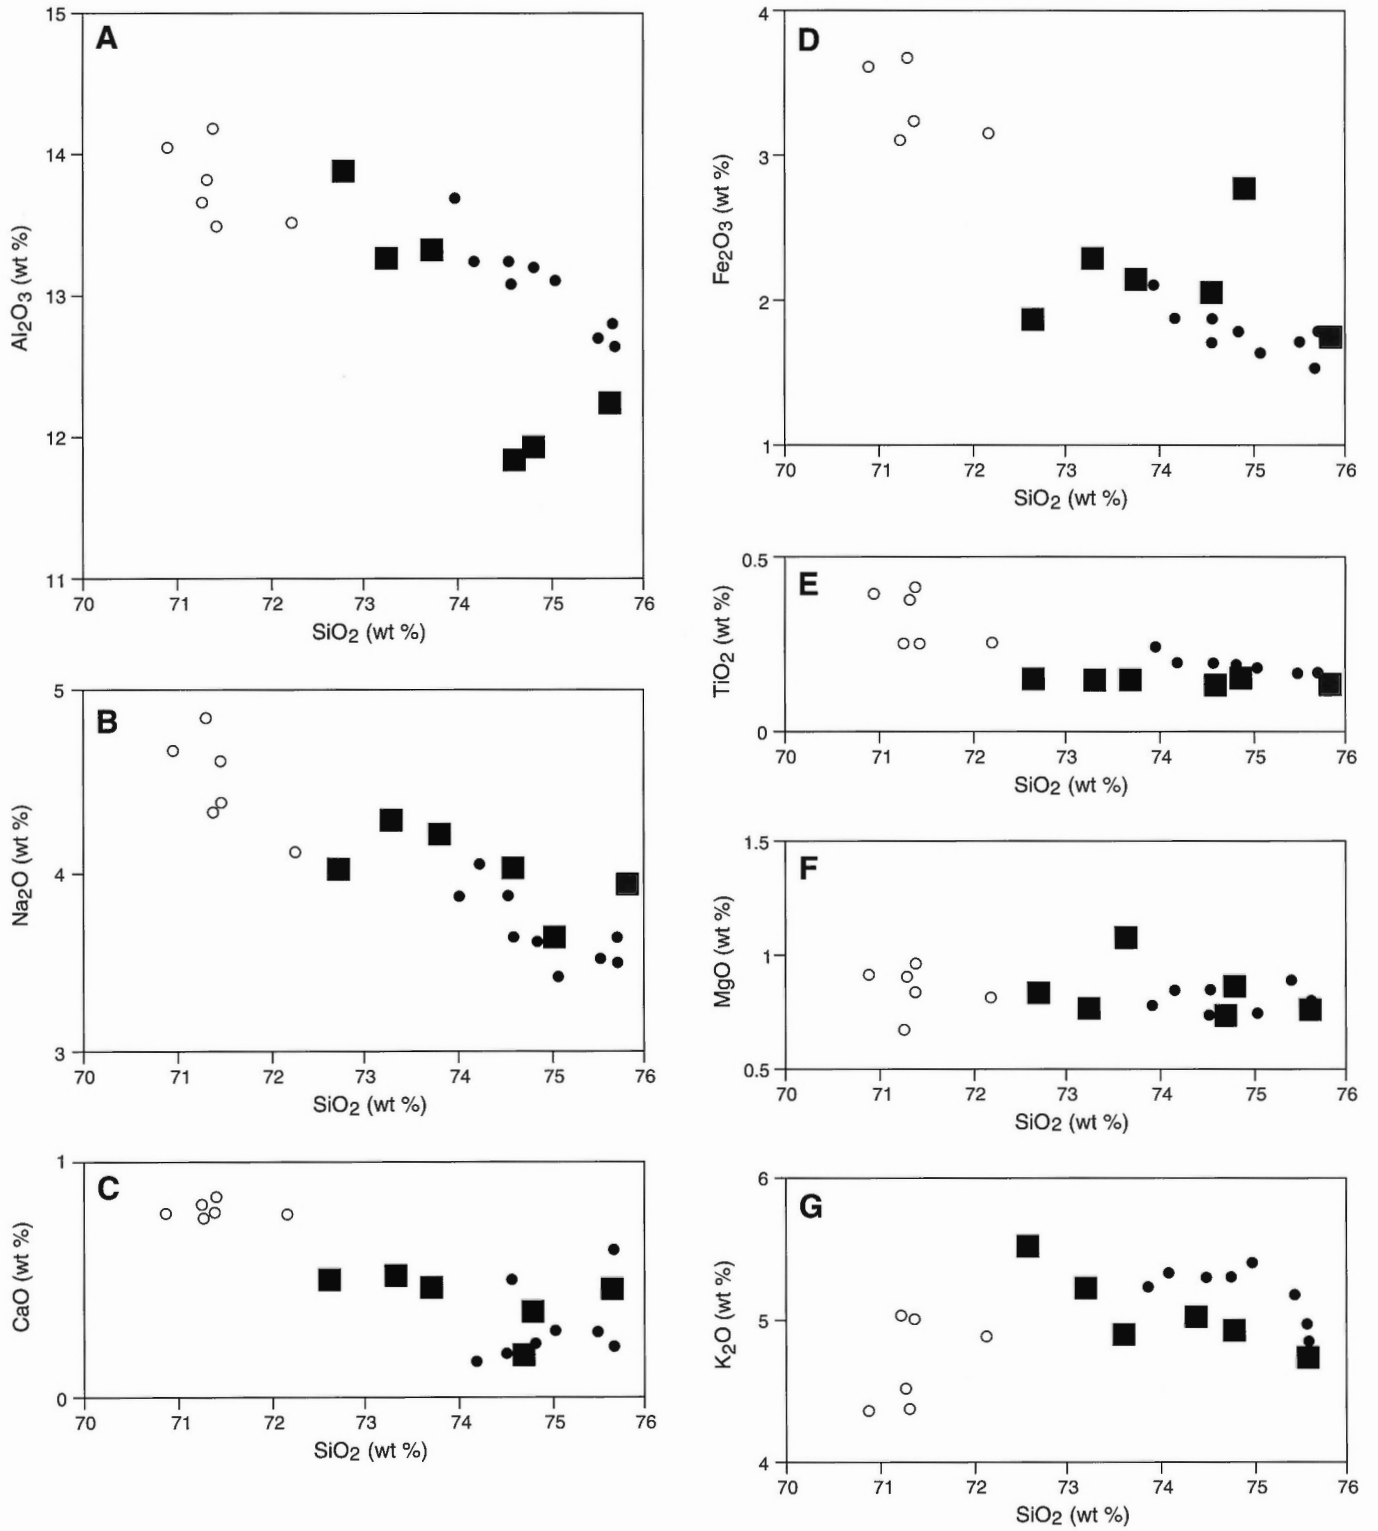 A
15
14
13
12
11
Al2O3 (wt %)
70 71 72 73 74 75 76
SiO2 (wt %)
B
5
4
3
Na2O (wt %)
70 71 72 73 74 75 76
SiO2 (wt %)
C
1
0
CaO (wt %)
70 71 72 73 74 75 76
SiO2 (wt %)
D
4
3
2
1
Fe2O3 (wt %)
70 71 72 73 74 75 76
SiO2 (wt %)
E
0.5
0
TiO2 (wt %)
70 71 72 73 74 75 76
SiO2 (wt %)
F
1.5
1
0.5
MgO (wt %)
70 71 72 73 74 75 76
SiO2 (wt %)
G
6
5
4
K2O (wt %)
70 71 72 73 74 75 76
SiO2 (wt %)